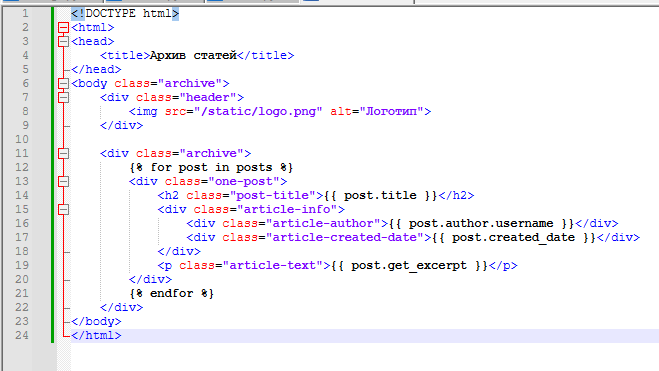 1 <!DOCTYPE html>
2 <html>
3 <head>
4 <title>Архив статей</title>
5 </head>
6 <body class="archive">
7 <div class="header">
8 <img src="/static/logo.png" alt="Логотип">
9 </div>
10
11 <div class="archive">
12 {% for post in posts %}
13 <div class="one-post">
14 <h2 class="post-title">{{ post.title }}</h2>
15 <div class="article-info">
16 <div class="article-author">{{ post.author.username }}</div>
17 <div class="article-created-date">{{ post.created_date }}</div>
18 </div>
19 <p class="article-text">{{ post.get_excerpt }}</p>
20 </div>
21 {% endfor %}
22 </div>
23 </body>
24 </html>